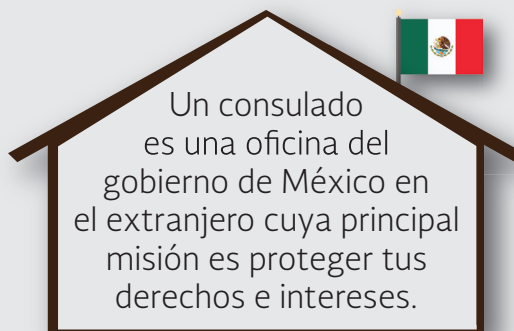 Un consulado
es una oficina del
gobierno de México en
el extranjero cuya principal
misión es proteger tus
derechos e intereses.